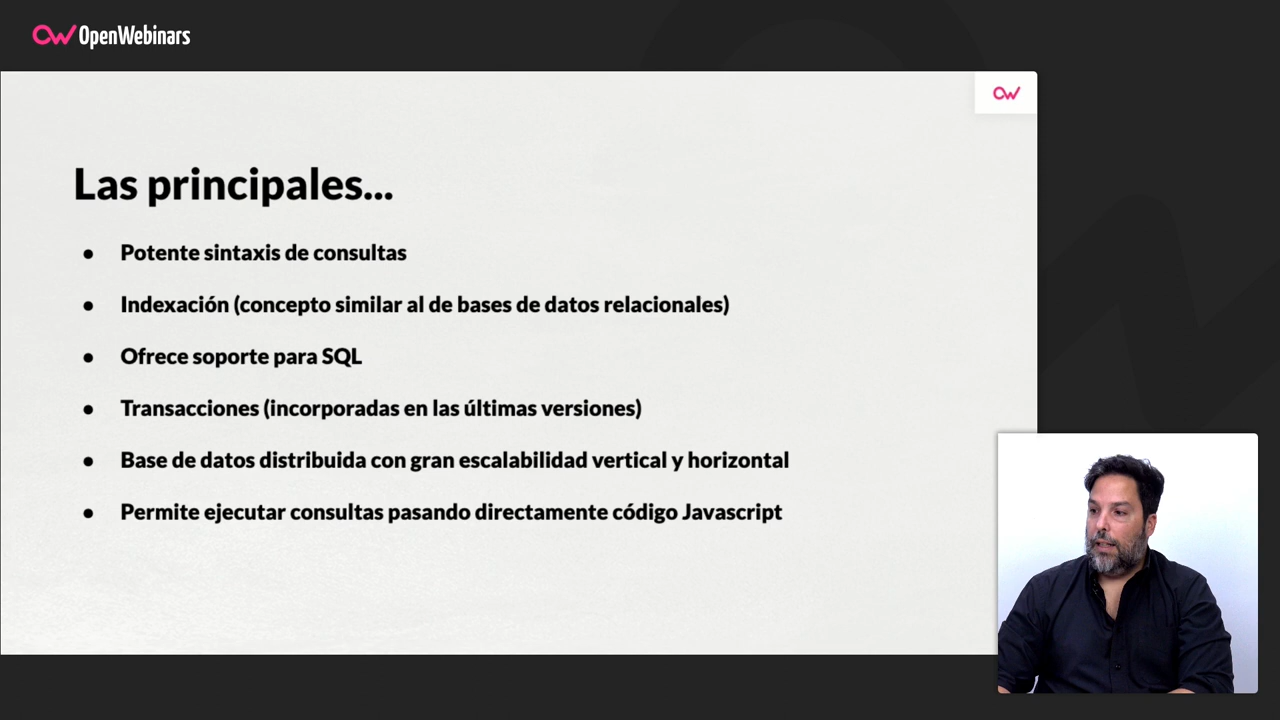 OpenWebinars
Las principales...
● Potente sintaxis de consultas
● Indexación (concepto similar al de bases de datos relacionales)
● Ofrece soporte para SQL
● Transacciones (incorporadas en las últimas versiones)
● Base de datos distribuida con gran escalabilidad vertical y horizontal
● Permite ejecutar consultas pasando directamente código Javascript